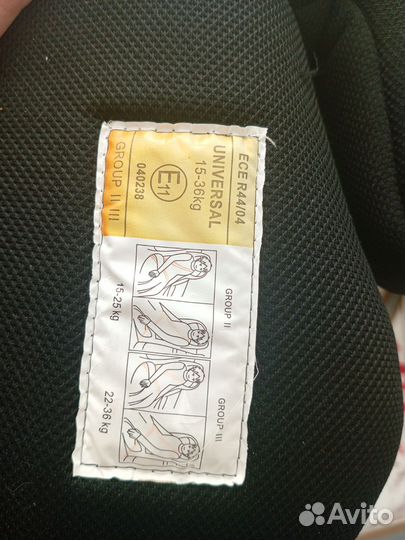 ECE R44/04
UNIVERSAL
15-36kg
E11
040238
GROUP II, III
GROUP II
15-25 kg
GROUP III
22-36 kg
Avito